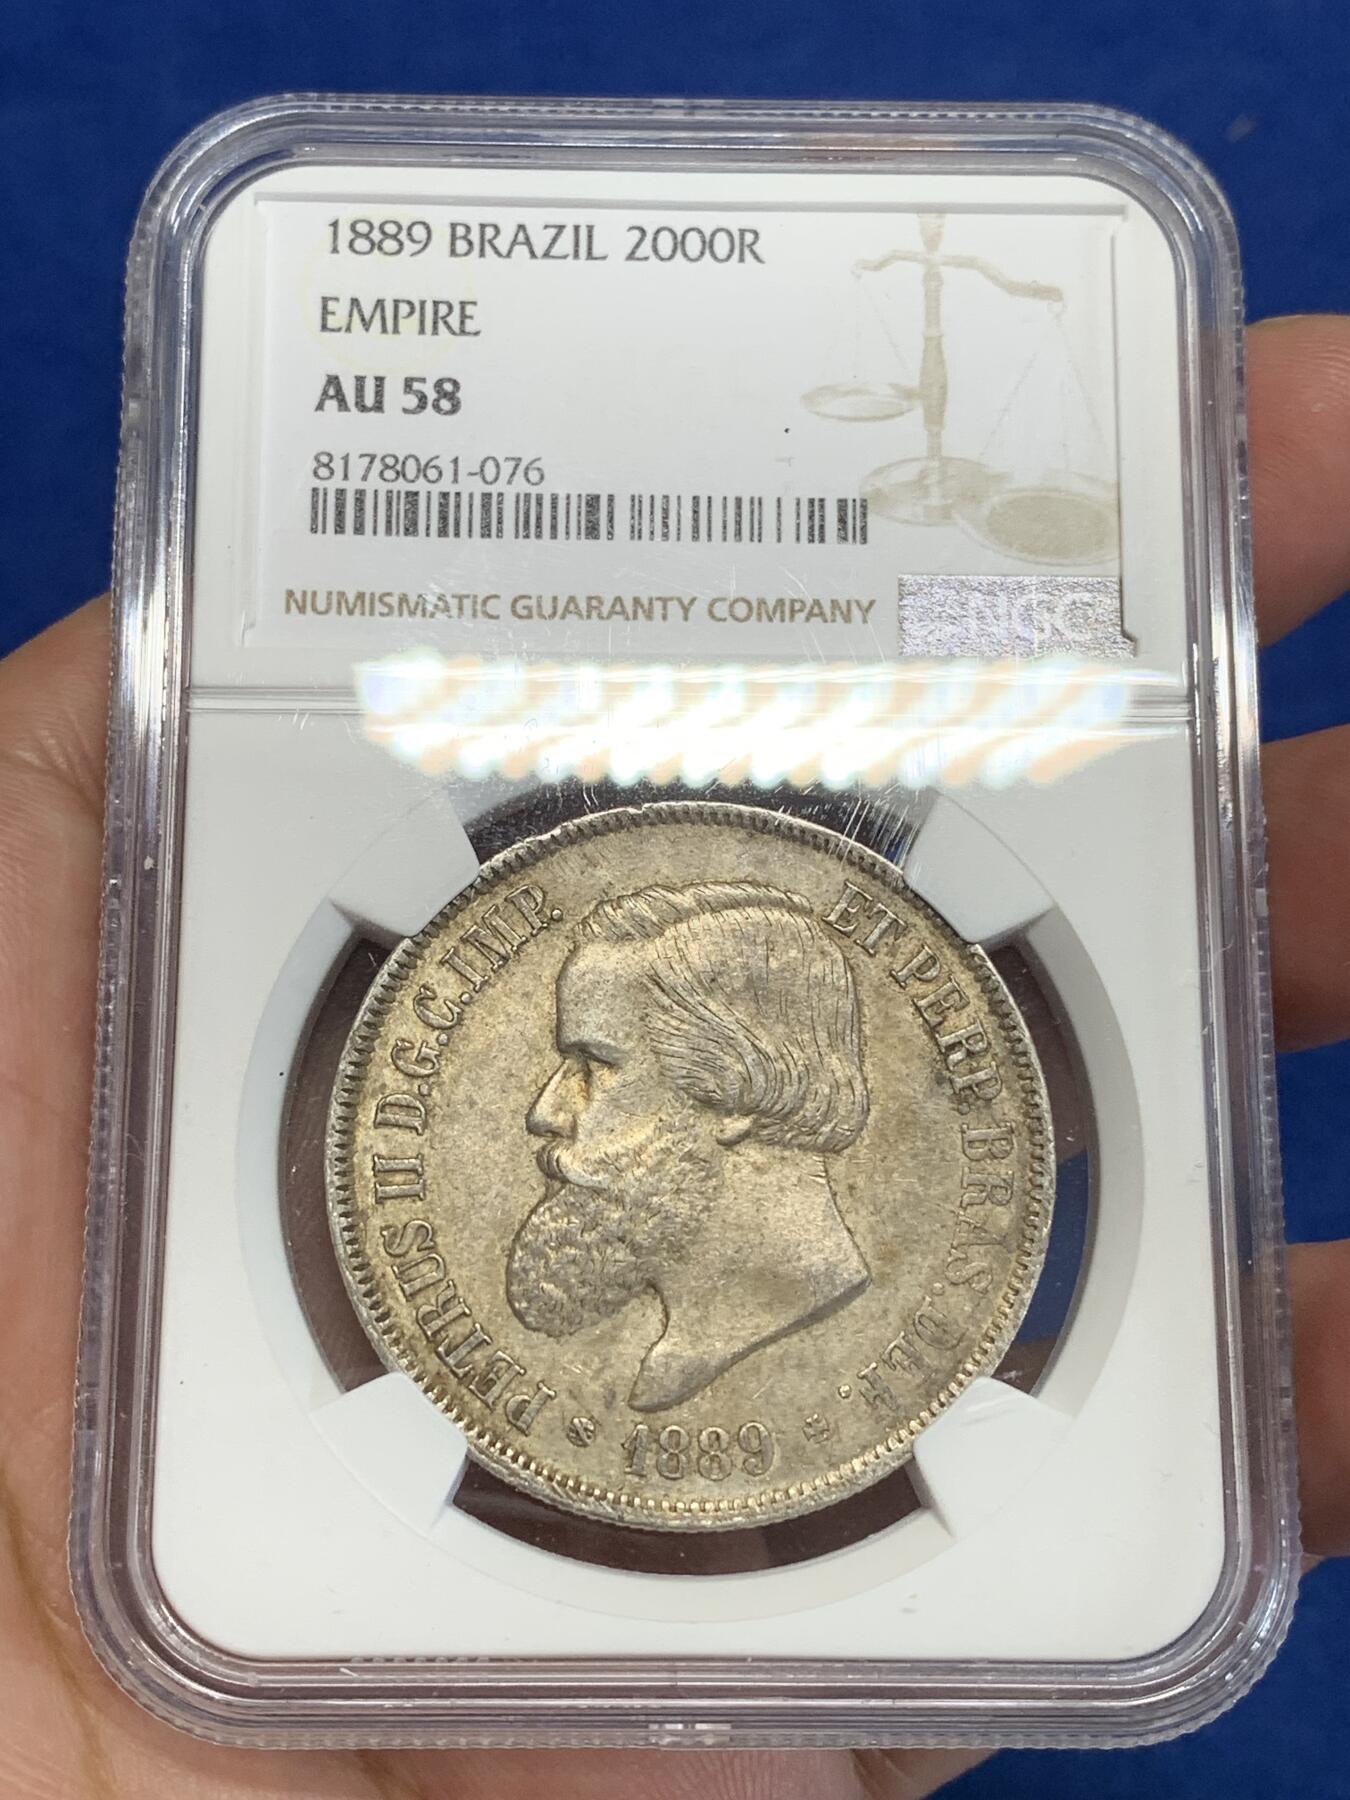 1889 BRAZIL 2000R
EMPIRE
AU 58
8178061-076
NUMISMATIC GUARANTY COMPANY
NGC
PETRUS II D.G.C.IMP.
ET PERP. BRAS. DEF.
1889